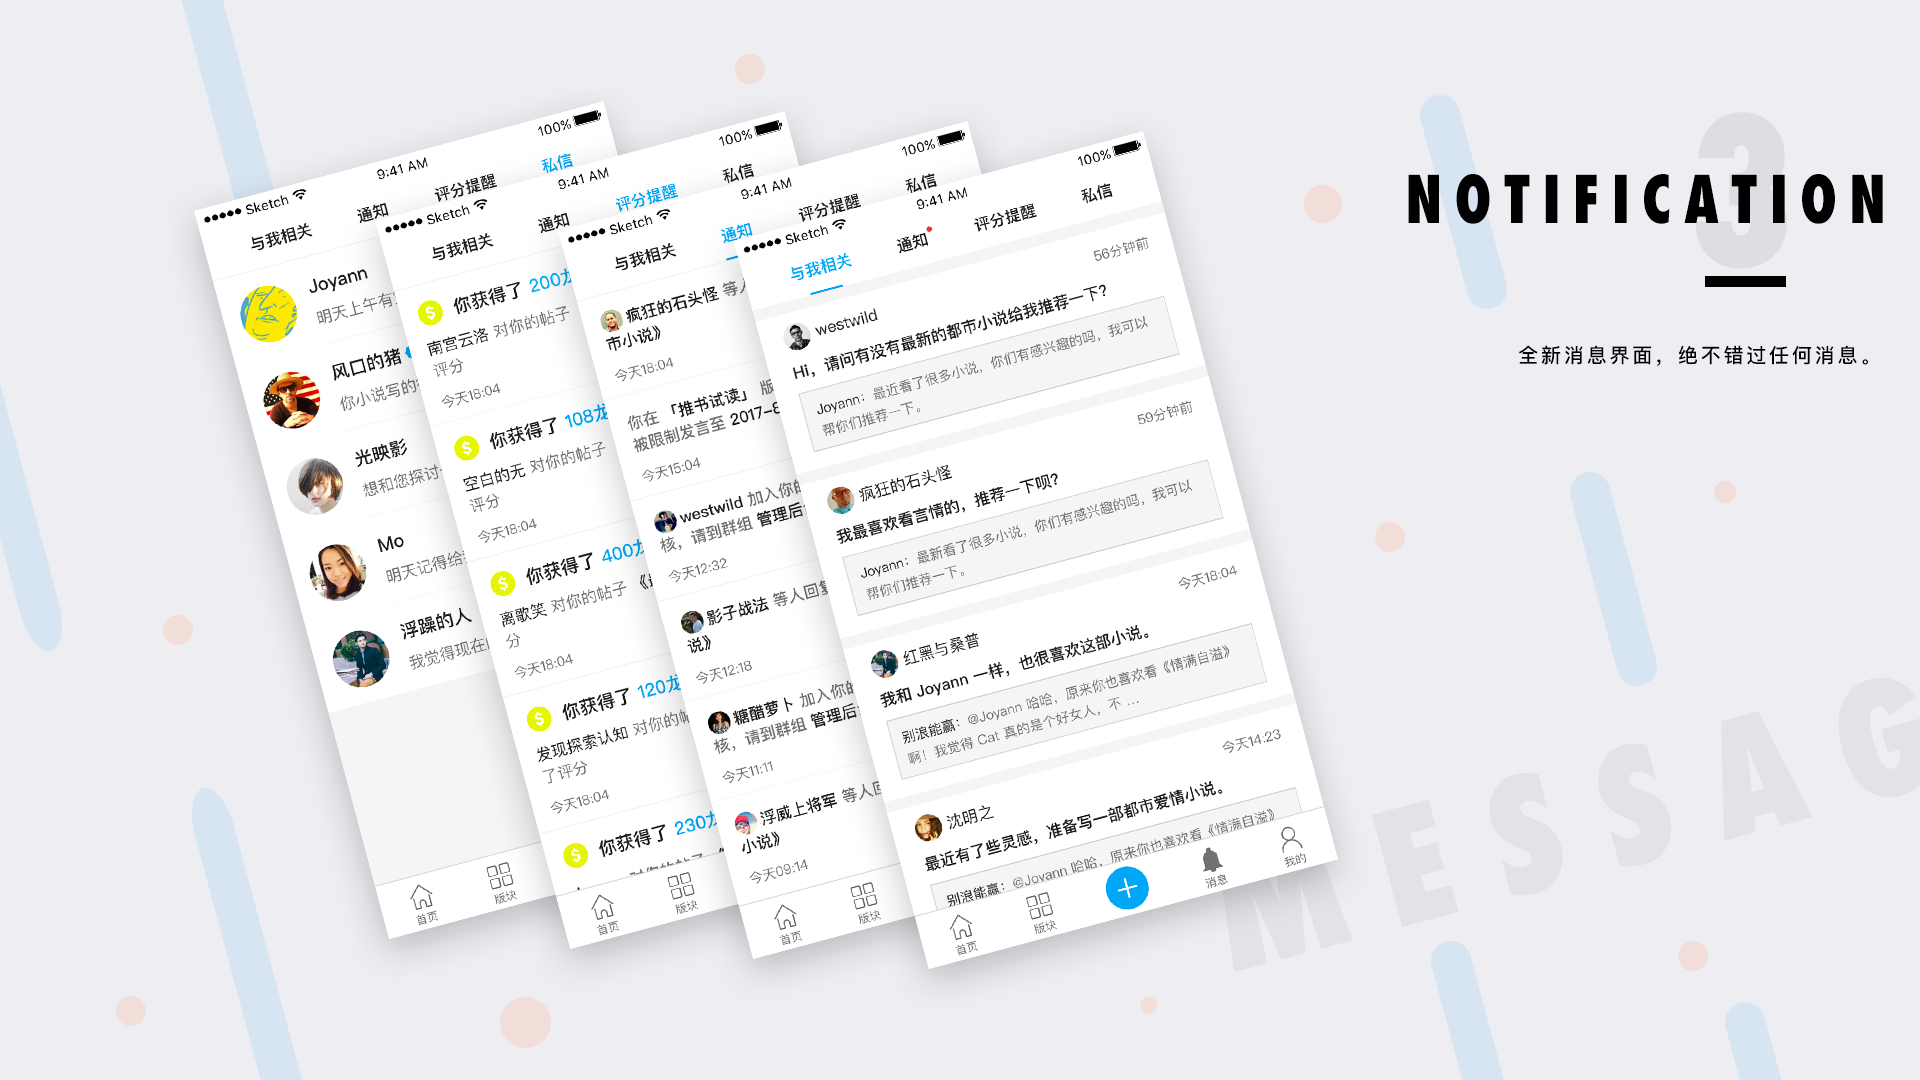 3
NOTIFICATION
全新消息界面，绝不错过任何消息。
MESSAG
●●●●● Sketch 9:41 AM 100%
与我相关 通知 评分提醒 私信
Joyann
明天上午有
风口的猪
你小说写的
光映影
想和您探讨
Mo
明天记得给
浮躁的人
我觉得现在
首页 版块
●●●●● Sketch 9:41 AM 100%
与我相关 通知 评分提醒 私信
你获得了 200龙
南宫云洛 对你的帖子
评分
今天18:04
你获得了 108龙
空白的无 对你的帖子
评分
今天18:04
你获得了 400龙
离歌笑 对你的帖子 《
分
今天18:04
你获得了 120龙
发现探索认知 对你的帖
了评分
今天18:04
你获得了 230龙
首页 版块
●●●●● Sketch 9:41 AM 100%
与我相关 通知 评分提醒 私信
疯狂的石头怪 等人
市小说》
今天18:04
你在 「推书试读」 版
被限制发言至 2017-8
今天15:04
westwild 加入你的
核，请到群组 管理后
今天12:32
影子战法 等人回复
说》
今天12:18
糖醋萝卜 加入你的
核，请到群组 管理后
今天11:11
浮威上将军 等人回
小说》
今天09:14
首页 版块
●●●●● Sketch 9:41 AM 100%
与我相关 通知 评分提醒 私信
westwild 56分钟前
Hi，请问有没有最新的都市小说给我推荐一下？
Joyann：最近看了很多小说，你们有感兴趣的吗，我可以
帮你们推荐一下。
疯狂的石头怪 59分钟前
我最喜欢看言情的，推荐一下呗？
Joyann：最新看了很多小说，你们有感兴趣的吗，我可以
帮你们推荐一下。
红黑与桑普 今天18:04
我和 Joyann 一样，也很喜欢这部小说。
别浪能赢：@Joyann 哈哈，原来你也喜欢看《情满自溢》
啊！我觉得 Cat 真的是个好女人，不 ...
沈明之 今天14:23
最近有了些灵感，准备写一部都市爱情小说。
别浪能赢：@Joyann 哈哈，原来你也喜欢看《情满自溢》
首页 版块 消息 我的